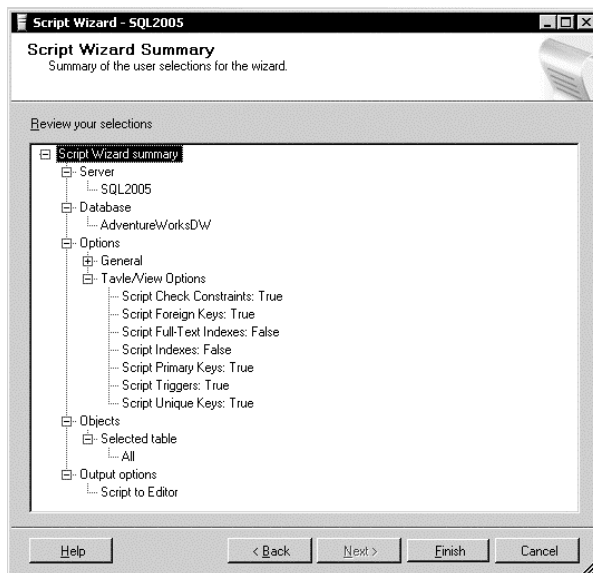 Script Wizard - SQL2005
Script Wizard Summary
Summary of the user selections for the wizard.
Review your selections
Script Wizard summary
Server
SQL2005
Database
AdventureWorksDW
Options
General
Tavle/View Options
Script Check Constraints: True
Script Foreign Keys: True
Script Full-Text Indexes: False
Script Indexes: False
Script Primary Keys: True
Script Triggers: True
Script Unique Keys: True
Objects
Selected table
All
Output options
Script to Editor
Help
< Back
Next >
Finish
Cancel